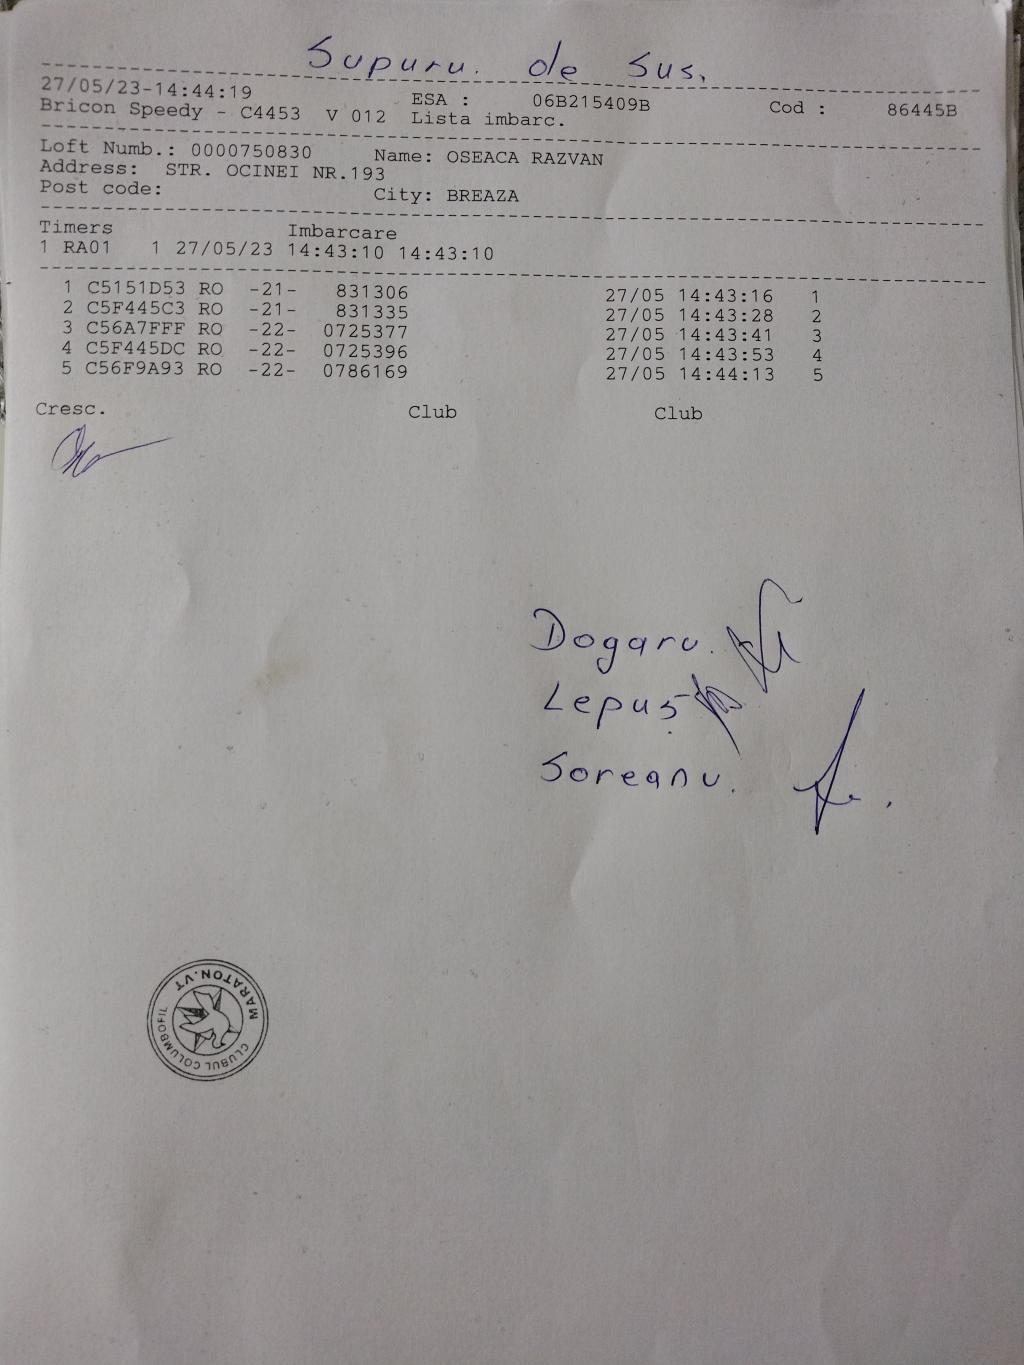 Supuru. de Sus.
27/05/23-14:44:19 ESA : 06B215409B Cod : 86445B
Bricon Speedy - C4453 V 012 Lista imbarc.
Loft Numb.: 0000750830 Name: OSEACA RAZVAN
Address: STR. OCINEI NR.193
Post code: City: BREAZA
Timers Imbarcare
1 RA01 1 27/05/23 14:43:10 14:43:10
1 C5151D53 RO -21- 831306 27/05 14:43:16 1
2 C5F445C3 RO -21- 831335 27/05 14:43:28 2
3 C56A7FFF RO -22- 0725377 27/05 14:43:41 3
4 C5F445DC RO -22- 0725396 27/05 14:43:53 4
5 C56F9A93 RO -22- 0786169 27/05 14:44:13 5
Cresc. Club Club
Dogaru.
Lepuș
Soreanu.
CLUBUL COLUMBOFIL
MARATON.VT